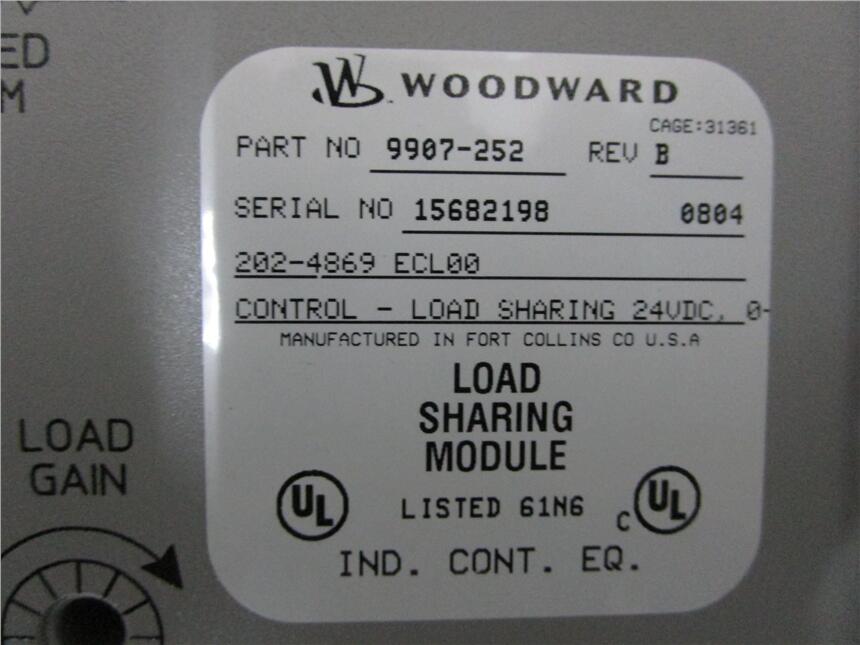 ED
M
WOODWARD
CAGE:31361
PART NO 9907-252 REV B
SERIAL NO 15682198 0804
202-4869 ECL00
CONTROL - LOAD SHARING 24VDC, 0-
MANUFACTURED IN FORT COLLINS CO U.S.A
LOAD
SHARING
MODULE
UL LISTED 61N6 C UL
IND. CONT. EQ.
LOAD
GAIN